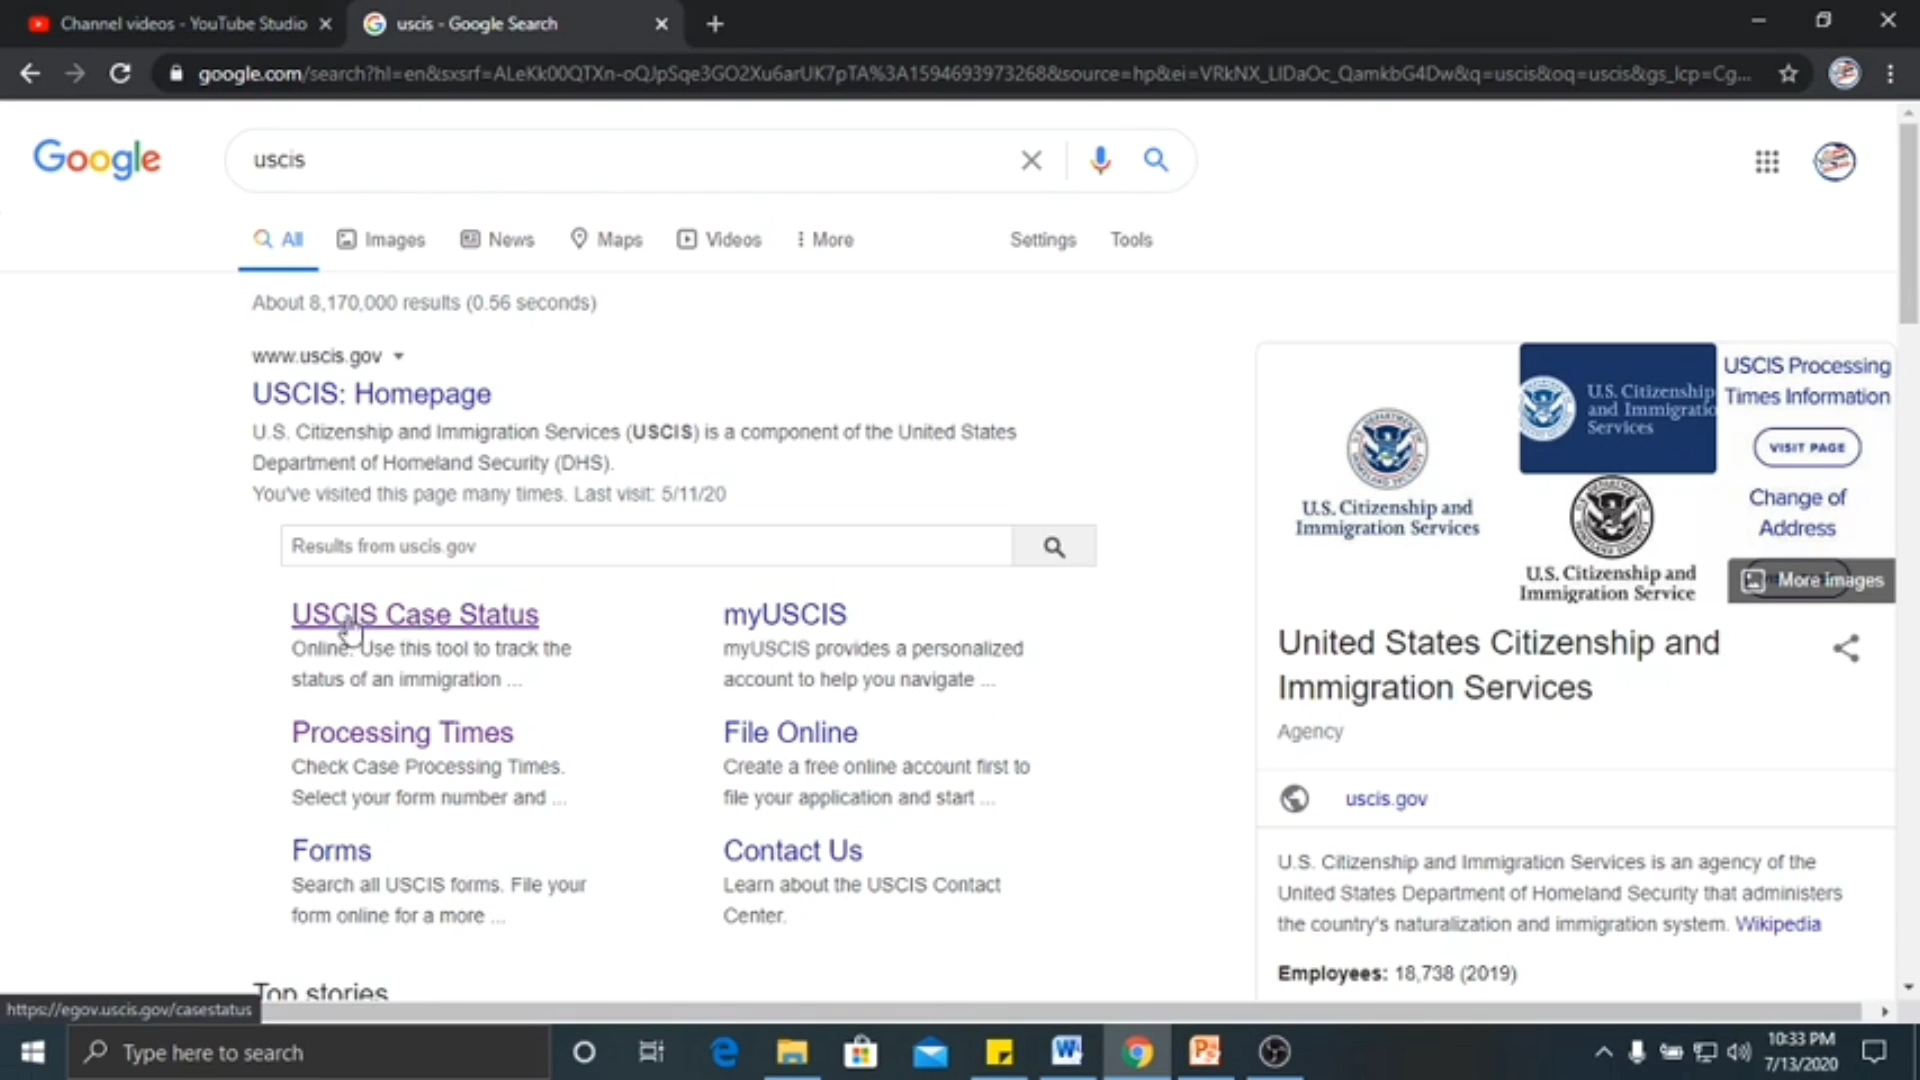 Channel videos - YouTube Studio
uscis - Google Search
google.com/search?hl=en&sxsrf=ALeKk00QTXn-oQJpSqe3GO2Xu6arUK7pTA%3A1594693973268&source=hp&ei=VRkNX_LIDaOc_QamkbG4Dw&q=uscis&oq=uscis&gs_lcp=Cg...
Google
uscis
All Images News Maps Videos More Settings Tools
About 8,170,000 results (0.56 seconds)
www.uscis.gov
USCIS: Homepage
U.S. Citizenship and Immigration Services (USCIS) is a component of the United States
Department of Homeland Security (DHS).
You've visited this page many times. Last visit: 5/11/20
Results from uscis.gov
USCIS Case Status
Online. Use this tool to track the
status of an immigration ...
myUSCIS
myUSCIS provides a personalized
account to help you navigate ...
Processing Times
Check Case Processing Times.
Select your form number and ...
File Online
Create a free online account first to
file your application and start ...
Forms
Search all USCIS forms. File your
form online for a more ...
Contact Us
Learn about the USCIS Contact
Center.
Top stories
U.S. Citizenship and
Immigration Services
U.S. Citizenship
and Immigratio
Services
U.S. Citizenship and
Immigration Service
USCIS Processing
Times Information
VISIT PAGE
Change of
Address
More images
United States Citizenship and
Immigration Services
Agency
uscis.gov
U.S. Citizenship and Immigration Services is an agency of the
United States Department of Homeland Security that administers
the country's naturalization and immigration system. Wikipedia
Employees: 18,738 (2019)
https://egov.uscis.gov/casestatus
Type here to search
10:33 PM
7/13/2020